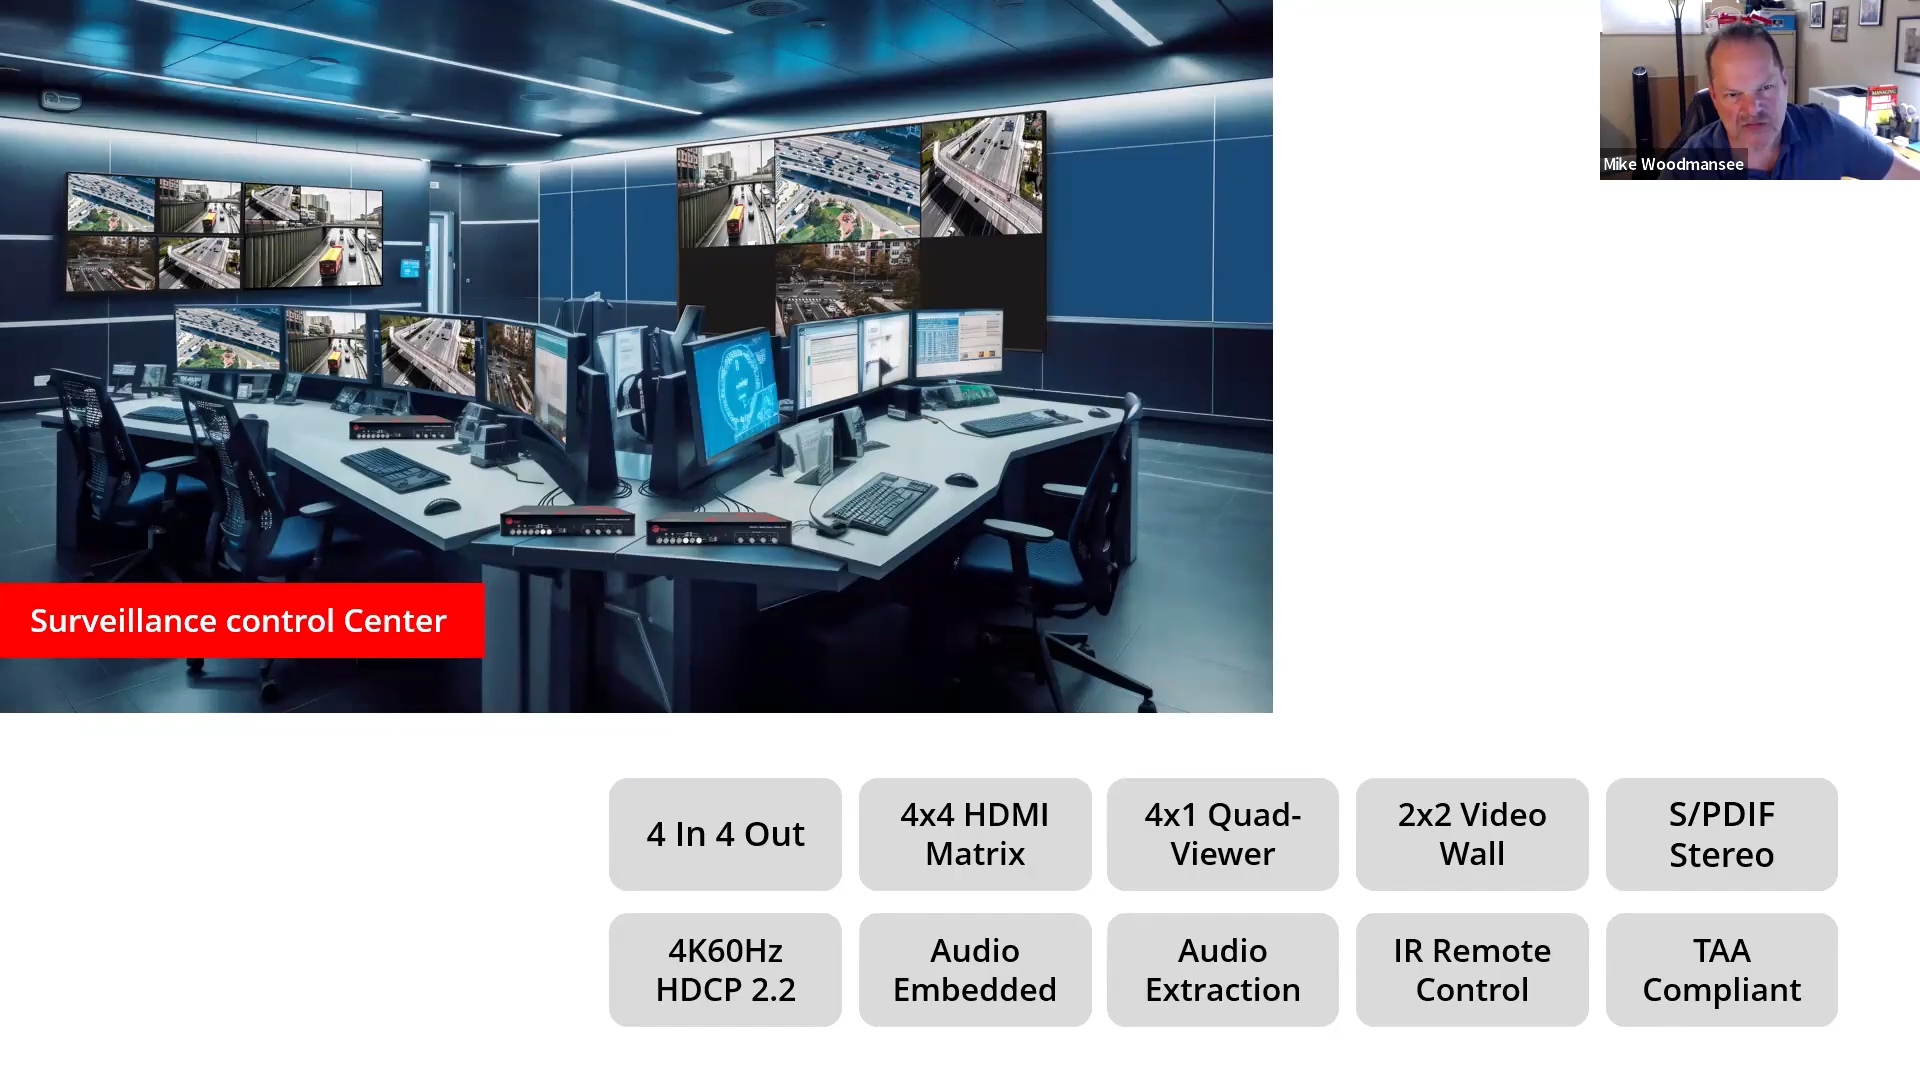 Mike Woodmansee
MANAGING
Surveillance control Center
4 In 4 Out
4x4 HDMI
Matrix
4x1 Quad-
Viewer
2x2 Video
Wall
S/PDIF
Stereo
4K60Hz
HDCP 2.2
Audio
Embedded
Audio
Extraction
IR Remote
Control
TAA
Compliant